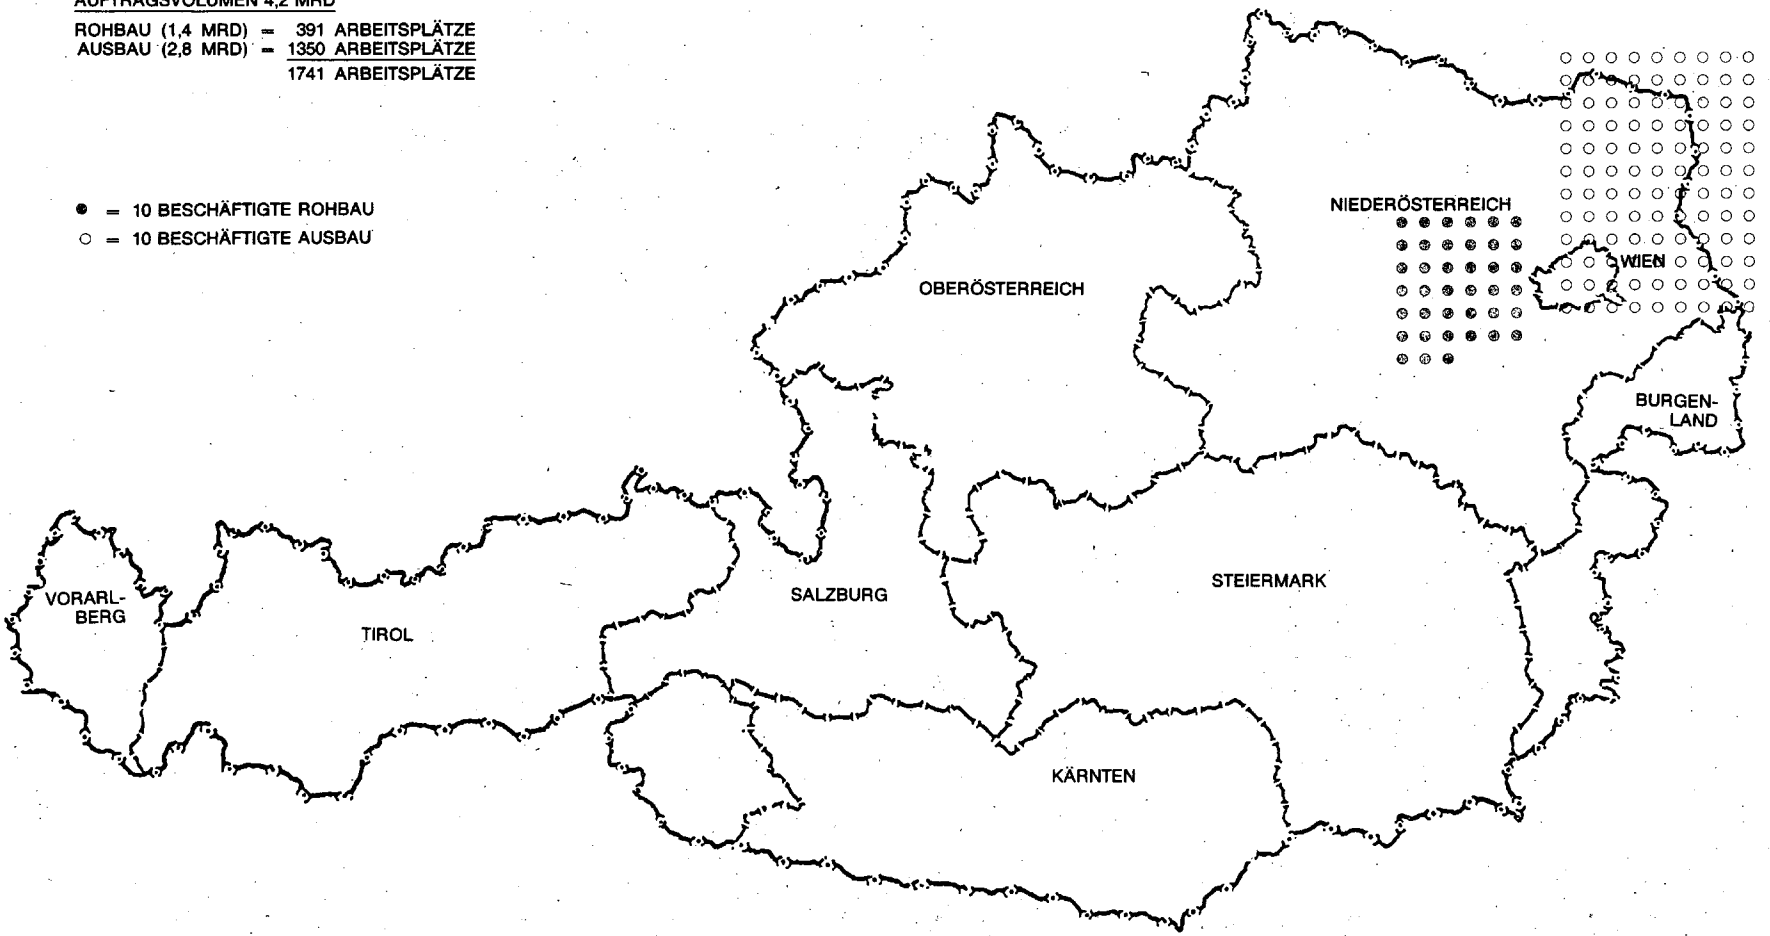 AUFTRAGSVOLUMEN 4,2 MRD
ROHBAU (1,4 MRD) = 391 ARBEITSPLÄTZE
AUSBAU (2,8 MRD) = 1350 ARBEITSPLÄTZE
1741 ARBEITSPLÄTZE
● = 10 BESCHÄFTIGTE ROHBAU
○ = 10 BESCHÄFTIGTE AUSBAU
NIEDERÖSTERREICH
WIEN
OBERÖSTERREICH
BURGEN-
LAND
STEIERMARK
SALZBURG
VORARL-
BERG
TIROL
KÄRNTEN